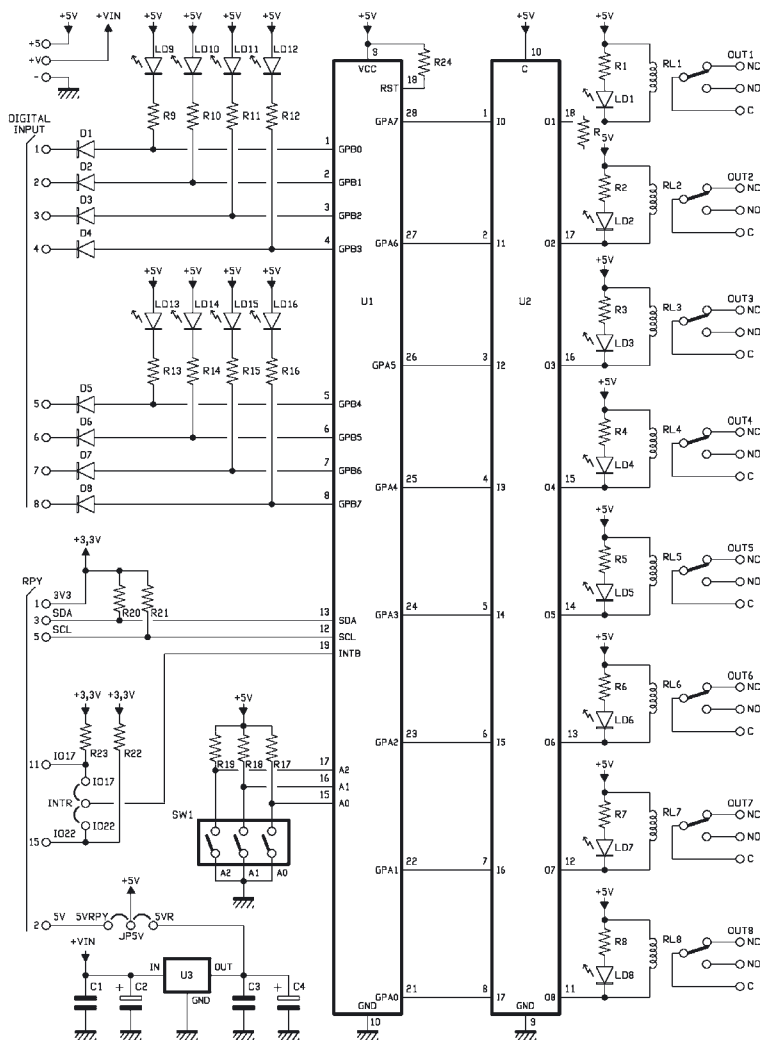 +5V +VIN +5V +5V +5V +5V +5V +5V +5V
+5
+V
-
LD9 LD10 LD11 LD12
9 VCC
R24
RST 18
10 C
R9 R10 R11 R12
DIGITAL INPUT
1 D1 1 GPB0
2 D2 2 GPB1
3 D3 3 GPB2
4 D4 4 GPB3
+5V +5V +5V +5V
LD13 LD14 LD15 LD16
R13 R14 R15 R16
5 D5 5 GPB4
6 D6 6 GPB5
7 D7 7 GPB6
8 D8 8 GPB7
U1
U2
GPA7 28 1 I0 O1 18
R
GPA6 27 2 I1 O2 17
GPA5 26 3 I2 O3 16
GPA4 25 4 I3 O4 15
GPA3 24 5 I4 O5 14
GPA2 23 6 I5 O6 13
GPA1 22 7 I6 O7 12
GPA0 21 8 I7 O8 11
GND 10
GND 9
R1 LD1 RL1 OUT1 NC NO C
+5V
R2 LD2 RL2 OUT2 NC NO C
+5V
R3 LD3 RL3 OUT3 NC NO C
+5V
R4 LD4 RL4 OUT4 NC NO C
+5V
R5 LD5 RL5 OUT5 NC NO C
+5V
R6 LD6 RL6 OUT6 NC NO C
+5V
R7 LD7 RL7 OUT7 NC NO C
+5V
R8 LD8 RL8 OUT8 NC NO C
+3,3V
RPY
1 3V3
3 SDA R20 R21 13 SDA
5 SCL 12 SCL
19 INTB
+3,3V +3,3V
R23 R22
11 IO17
IO17
INTR
IO22
15 IO22
+5V
R19 R18 R17
17 A2
16 A1
15 A0
SW1
A2 A1 A0
+5V
2 5V 5VRPY 5VR
JP5V
+VIN
IN U3 OUT
GND
C1 + C2 C3 + C4